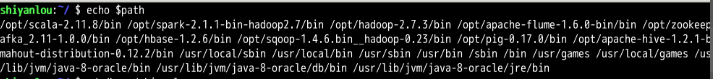 shiyanlou:~/ $ echo $path
/opt/scala-2.11.8/bin /opt/spark-2.1.1-bin-hadoop2.7/bin /opt/hadoop-2.7.3/bin /opt/apache-flume-1.6.0-bin/bin /opt/zookeep
afka_2.11-1.0.0/bin /opt/hbase-1.2.6/bin /opt/sqoop-1.4.6.bin__hadoop-0.23/bin /opt/pig-0.17.0/bin /opt/apache-hive-1.2.1-b
mahout-distribution-0.12.2/bin /usr/local/sbin /usr/local/bin /usr/sbin /usr/bin /sbin /bin /usr/games /usr/local/games /us
/lib/jvm/java-8-oracle/bin /usr/lib/jvm/java-8-oracle/db/bin /usr/lib/jvm/java-8-oracle/jre/bin